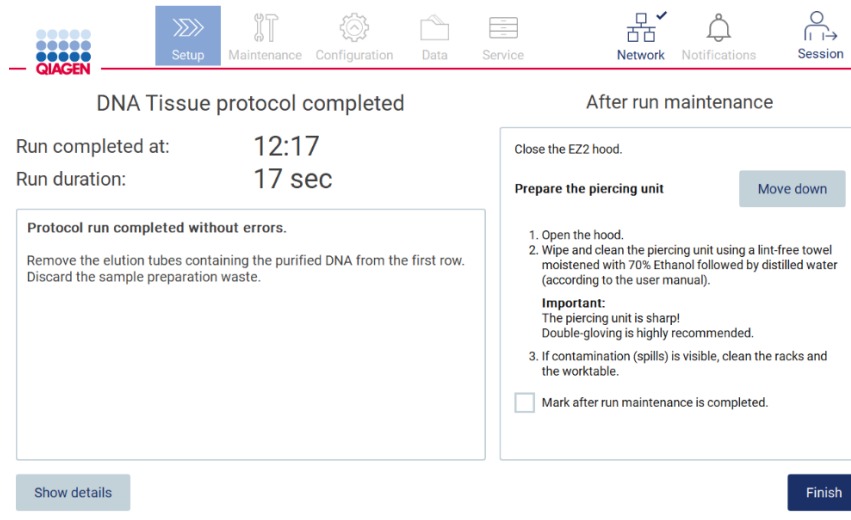 QIAGEN
Setup
Maintenance
Configuration
Data
Service
Network
Notifications
Session
DNA Tissue protocol completed
Run completed at: 12:17
Run duration: 17 sec
Protocol run completed without errors.
Remove the elution tubes containing the purified DNA from the first row.
Discard the sample preparation waste.
Show details
After run maintenance
Close the EZ2 hood.
Prepare the piercing unit
Move down
1. Open the hood.
2. Wipe and clean the piercing unit using a lint-free towel
moistened with 70% Ethanol followed by distilled water
(according to the user manual).
Important:
The piercing unit is sharp!
Double-gloving is highly recommended.
3. If contamination (spills) is visible, clean the racks and
the worktable.
Mark after run maintenance is completed.
Finish